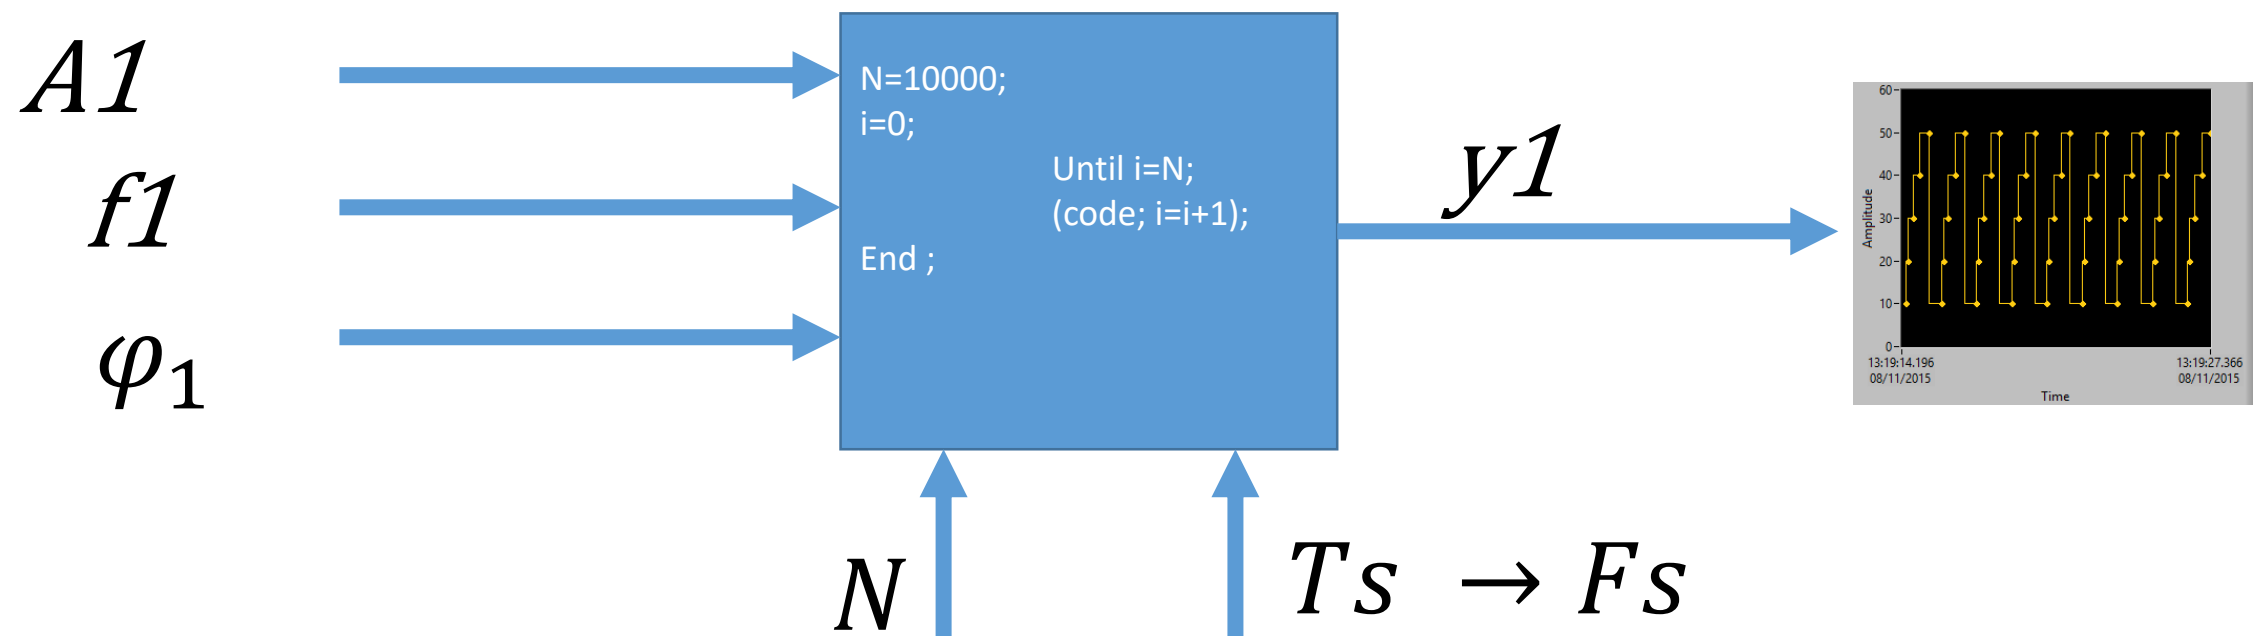 A1
f1
φ₁
N=10000;
i=0;
Until i=N;
(code; i=i+1);
End ;
y1
N
Ts → Fs
60
50
40
30
20
10
0
Amplitude
13:19:14.196 13:19:27.366
08/11/2015 08/11/2015
Time